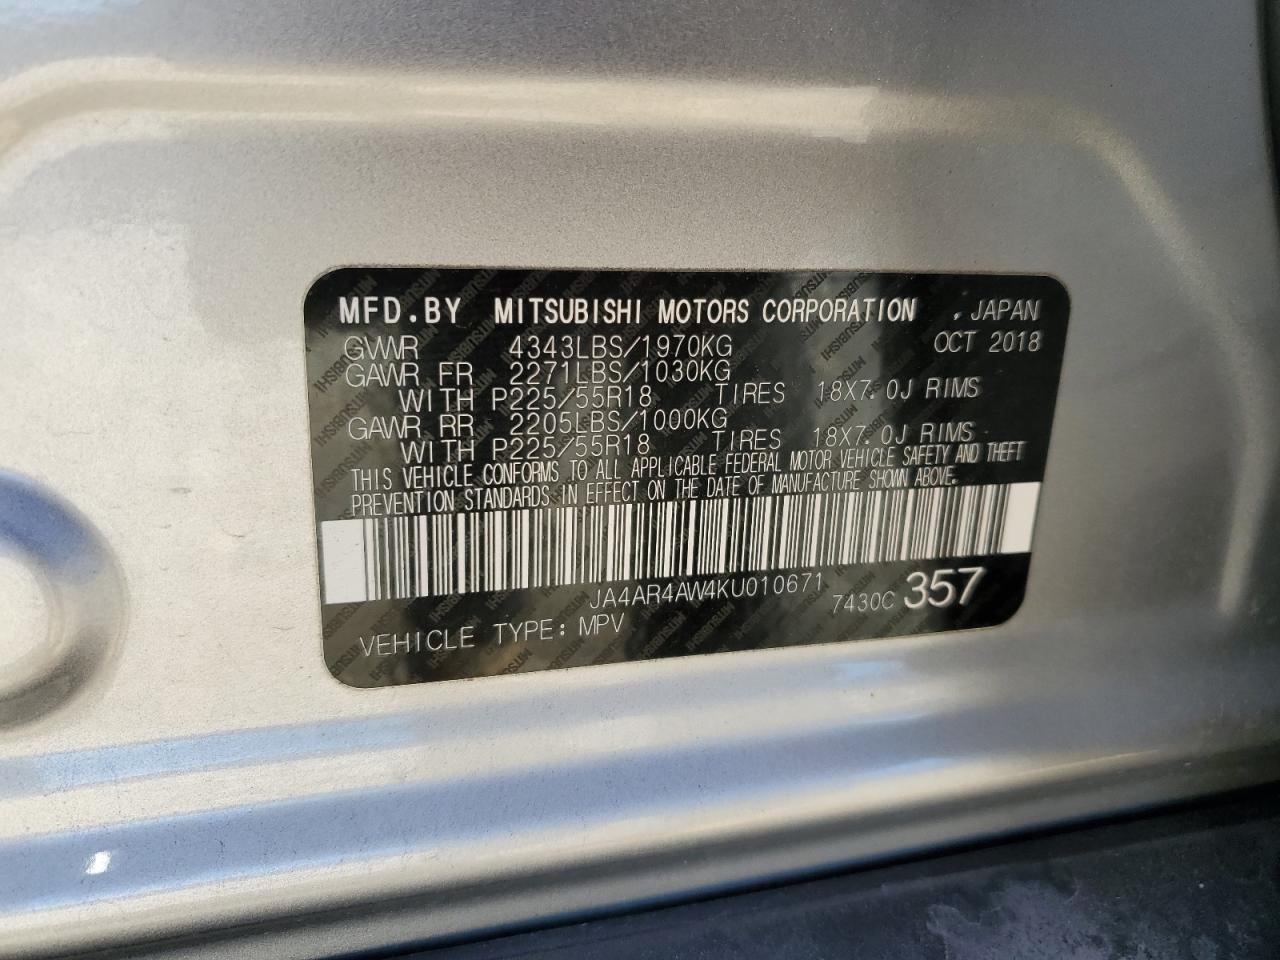 MFD.BY MITSUBISHI MOTORS CORPORATION , JAPAN
GVWR 4343LBS/1970KG OCT 2018
GAWR FR 2271LBS/1030KG
WITH P225/55R18 TIRES 18X7.0J RIMS
GAWR RR 2205LBS/1000KG
WITH P225/55R18 TIRES 18X7.0J RIMS
THIS VEHICLE CONFORMS TO ALL APPLICABLE FEDERAL MOTOR VEHICLE SAFETY AND THEFT
PREVENTION STANDARDS IN EFFECT ON THE DATE OF MANUFACTURE SHOWN ABOVE.
JA4AR4AW4KU010671 7430C 357
VEHICLE TYPE: MPV